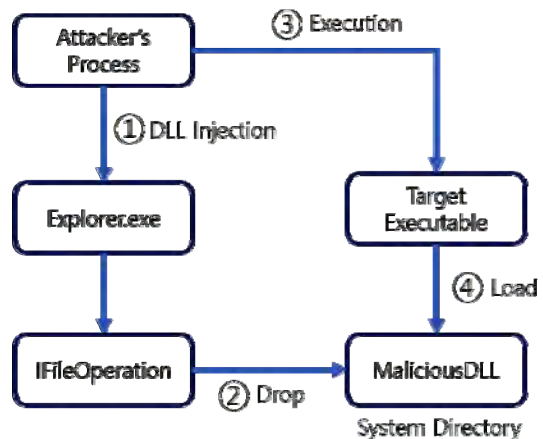 Attacker's
Process
③ Execution
① DLL Injection
Explorer.exe
Target
Executable
④ Load
IFileOperation
② Drop
MaliciousDLL
System Directory